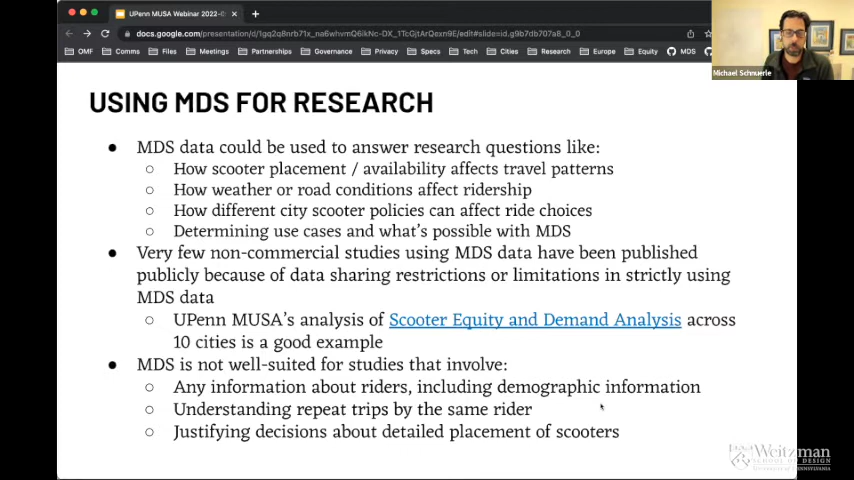 UPenn MUSA Webinar 2022-0
docs.google.com/presentation/d/1gq2q8nrb71x_na6whvmQ6ikNc-DX_1TcGjtArQexn9E/edit#slide=id.g9b7db707a8_0_0
OMF Comms Files Meetings Partnerships Governance Privacy Specs Tech Cities Research Europe Equity MDS
Michael Schnuerle
USING MDS FOR RESEARCH
● MDS data could be used to answer research questions like:
○ How scooter placement / availability affects travel patterns
○ How weather or road conditions affect ridership
○ How different city scooter policies can affect ride choices
○ Determining use cases and what's possible with MDS
● Very few non-commercial studies using MDS data have been published
publicly because of data sharing restrictions or limitations in strictly using
MDS data
○ UPenn MUSA's analysis of Scooter Equity and Demand Analysis across
10 cities is a good example
● MDS is not well-suited for studies that involve:
○ Any information about riders, including demographic information
○ Understanding repeat trips by the same rider
○ Justifying decisions about detailed placement of scooters
Weitzman
SCHOOL OF DESIGN
UNIVERSITY OF PENNSYLVANIA